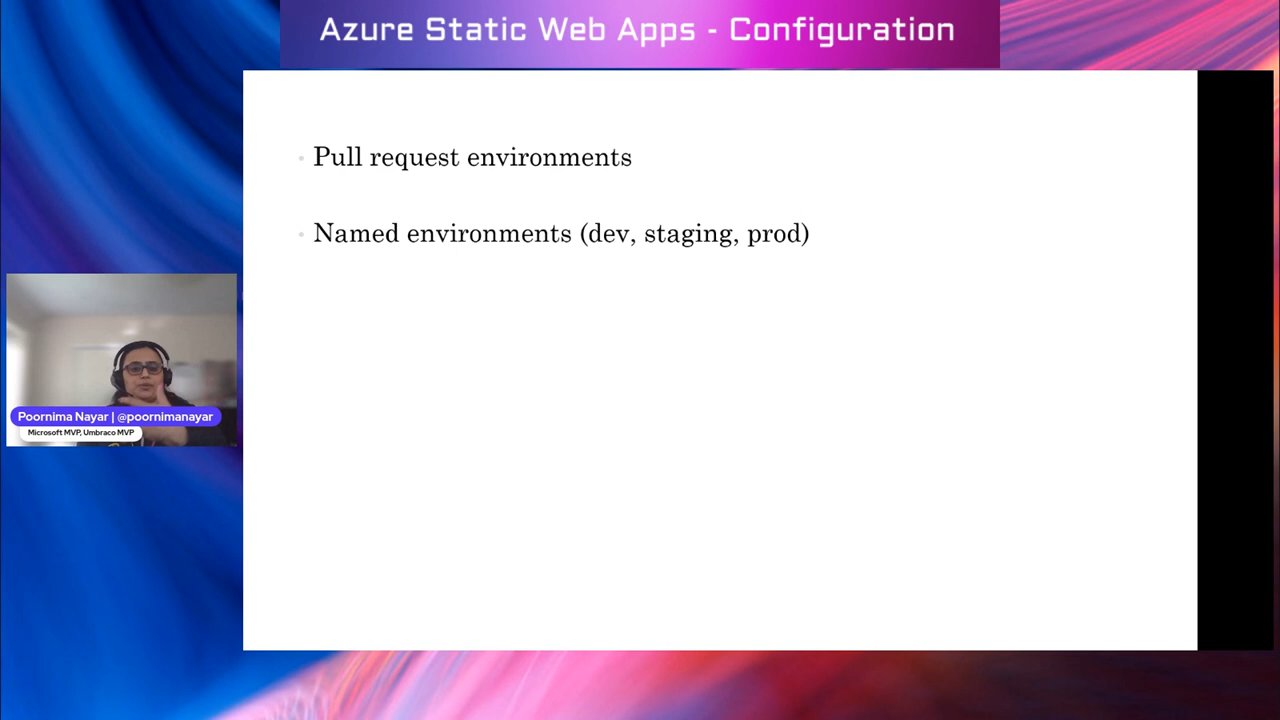 Azure Static Web Apps - Configuration
• Pull request environments
• Named environments (dev, staging, prod)
Poornima Nayar | @poornimanayar
Microsoft MVP, Umbraco MVP